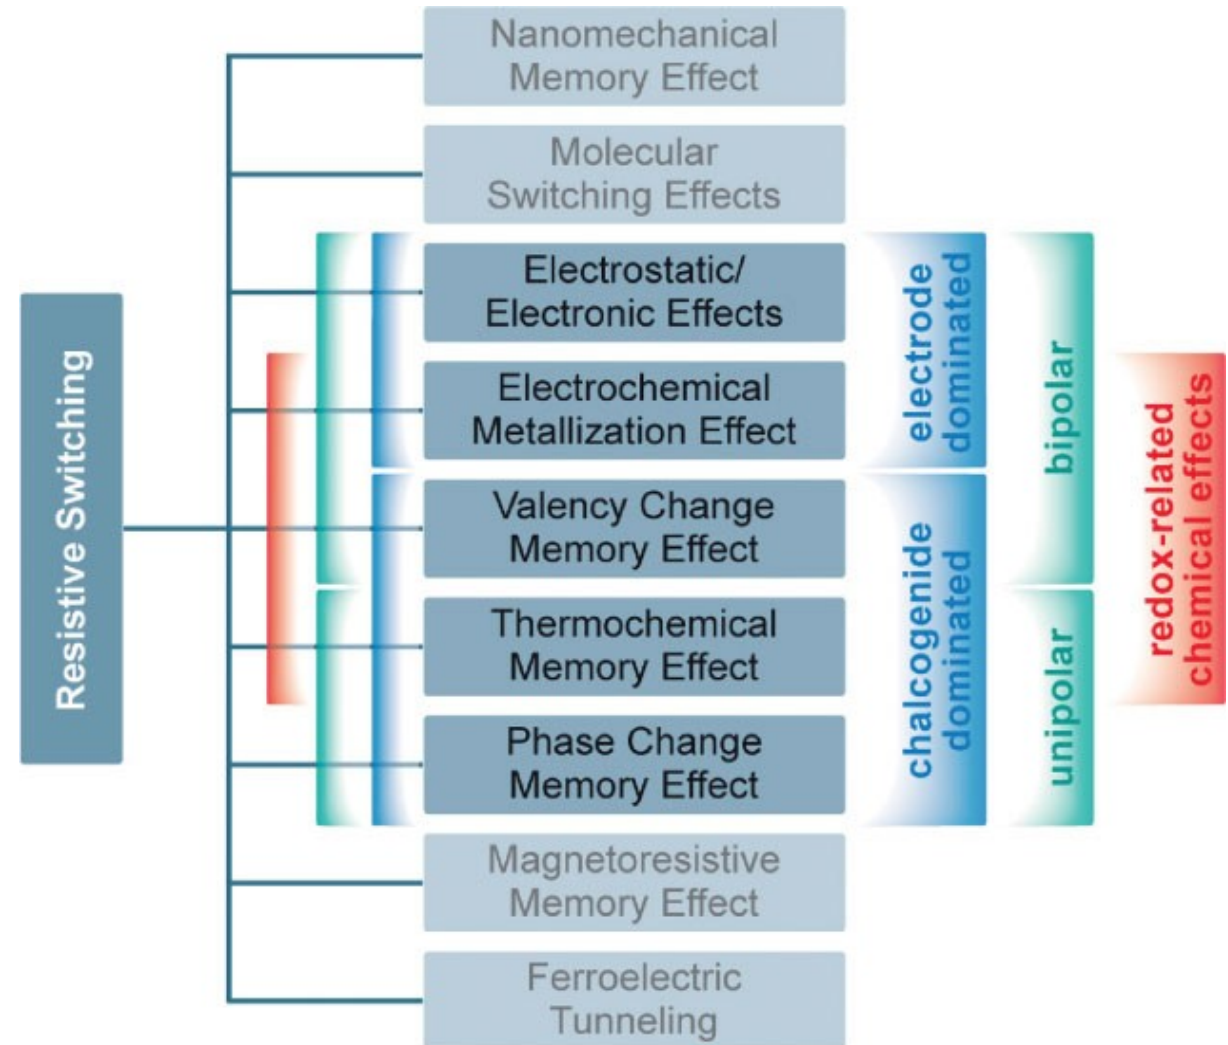 Resistive Switching
Nanomechanical
Memory Effect
Molecular
Switching Effects
Electrostatic/
Electronic Effects
Electrochemical
Metallization Effect
Valency Change
Memory Effect
Thermochemical
Memory Effect
Phase Change
Memory Effect
Magnetoresistive
Memory Effect
Ferroelectric
Tunneling
electrode
dominated
chalcogenide
dominated
bipolar
unipolar
redox-related
chemical effects